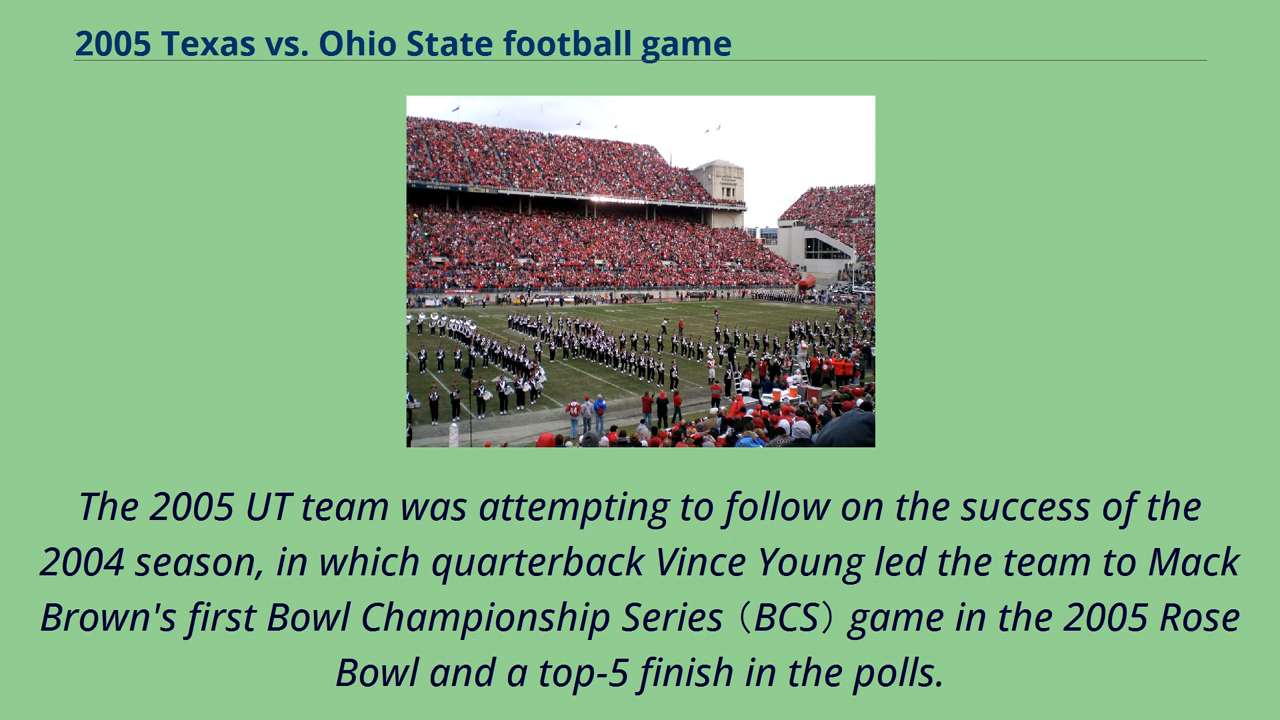 2005 Texas vs. Ohio State football game
The 2005 UT team was attempting to follow on the success of the
2004 season, in which quarterback Vince Young led the team to Mack
Brown's first Bowl Championship Series（BCS）game in the 2005 Rose
Bowl and a top-5 finish in the polls.